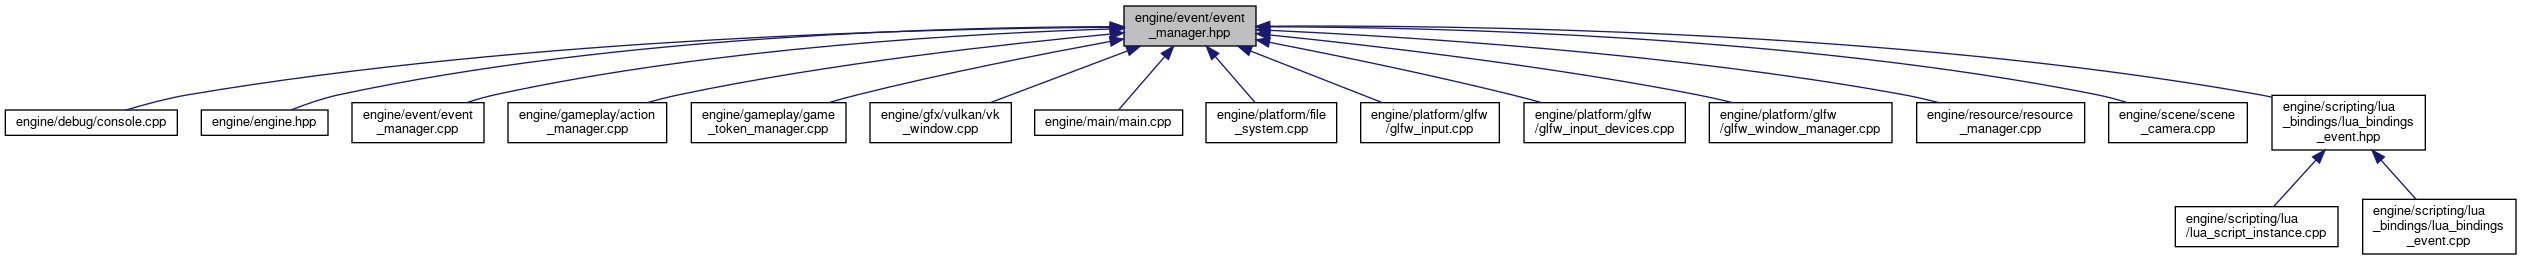 engine/event/event
_manager.hpp
engine/debug/console.cpp
engine/engine.hpp
engine/event/event
_manager.cpp
engine/gameplay/action
_manager.cpp
engine/gameplay/game
_token_manager.cpp
engine/gfx/vulkan/vk
_window.cpp
engine/main/main.cpp
engine/platform/file
_system.cpp
engine/platform/glfw
/glfw_input.cpp
engine/platform/glfw
/glfw_input_devices.cpp
engine/platform/glfw
/glfw_window_manager.cpp
engine/resource/resource
_manager.cpp
engine/scene/scene
_camera.cpp
engine/scripting/lua
_bindings/lua_bindings
_event.hpp
engine/scripting/lua
/lua_script_instance.cpp
engine/scripting/lua
_bindings/lua_bindings
_event.cpp